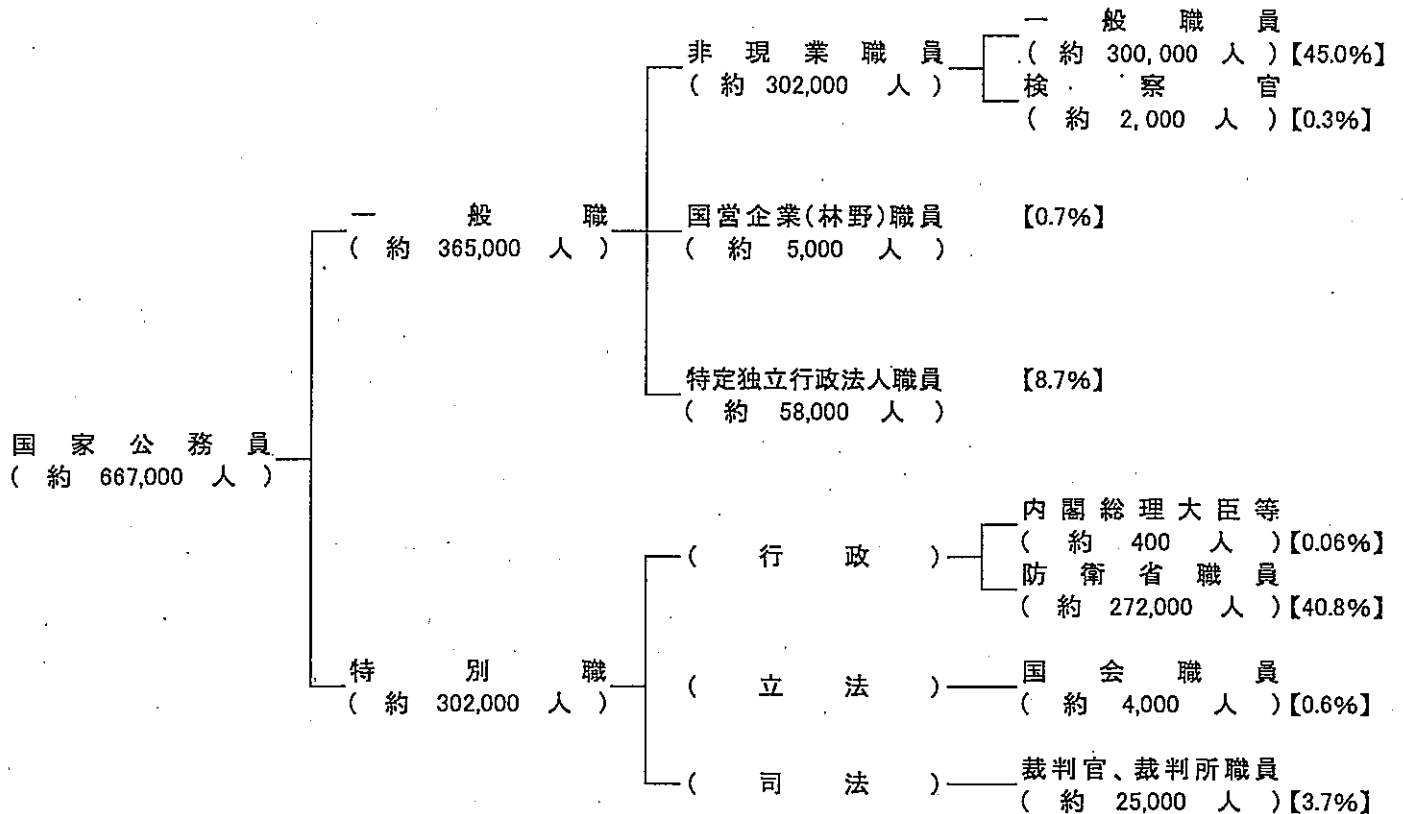 国家公務員
(約 667,000 人)
一般職
(約 365,000 人)
非現業職員
(約 302,000 人)
一般職員
(約 300,000 人)【45.0%】
検察官
(約 2,000 人)【0.3%】
国営企業(林野)職員 【0.7%】
(約 5,000 人)
特定独立行政法人職員 【8.7%】
(約 58,000 人)
特別職
(約 302,000 人)
(行政)
内閣総理大臣等
(約 400 人)【0.06%】
防衛省職員
(約 272,000 人)【40.8%】
(立法)
国会職員
(約 4,000 人)【0.6%】
(司法)
裁判官、裁判所職員
(約 25,000 人)【3.7%】